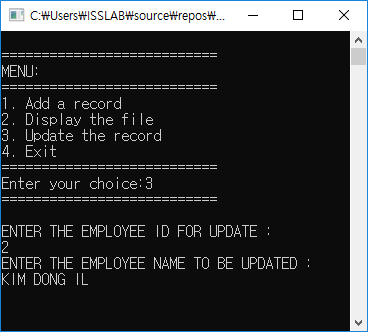 C:₩Users₩ISSLAB₩source₩repos₩...
===========================
MENU:
===========================
1. Add a record
2. Display the file
3. Update the record
4. Exit
===========================
Enter your choice:3
===========================
ENTER THE EMPLOYEE ID FOR UPDATE :
2
ENTER THE EMPLOYEE NAME TO BE UPDATED :
KIM DONG IL